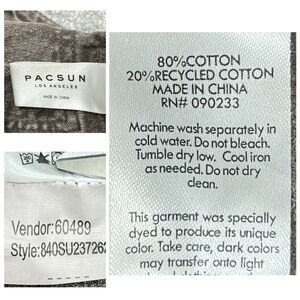 PACSUN
LOS ANGELES
MADE IN CHINA
Vendor:60489
Style:840SU237262
80%COTTON
20%RECYCLED COTTON
MADE IN CHINA
RN# 090233
Machine wash separately in
cold water. Do not bleach.
Tumble dry low. Cool iron
as needed. Do not dry
clean.
This garment was specially
dyed to produce its unique
color. Take care, dark colors
may transfer onto light